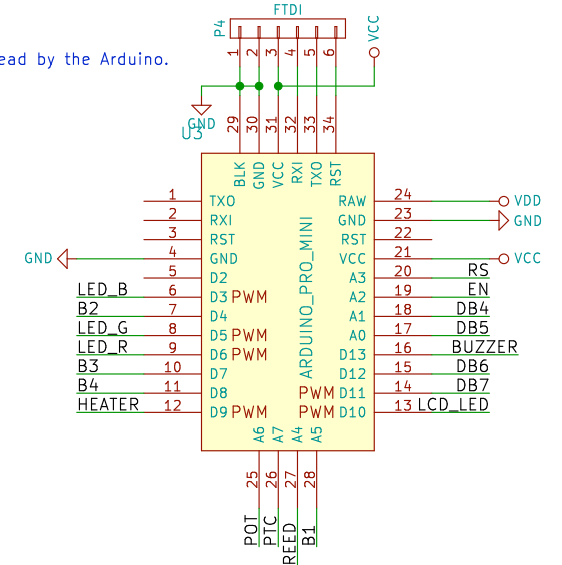 FTDI
P4
VCC
1 2 3 4 5 6
ead by the Arduino.
GND
U3
29 30 31 32 33 34
BLK GND VCC RXI TXO RST
1 TXO RAW 24 VDD
2 RXI GND 23 GND
3 RST RST 22
GND 4 GND VCC 21 VCC
5 D2 A3 20 RS
LED_B 6 D3 PWM A2 19 EN
B2 7 D4 A1 18 DB4
LED_G 8 D5 PWM A0 17 DB5
LED_R 9 D6 PWM D13 16 BUZZER
B3 10 D7 D12 15 DB6
B4 11 D8 PWM D11 14 DB7
HEATER 12 D9 PWM PWM D10 13 LCD_LED
ARDUINO_PRO_MINI
A6 A7 A4 A5
25 26 27 28
POT PTC REED B1